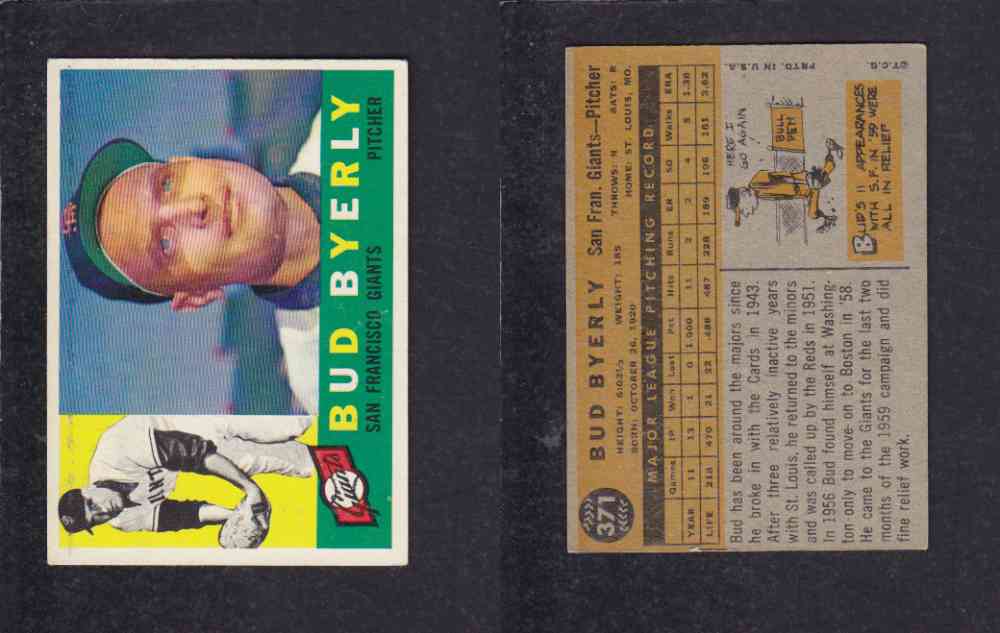 BUD BYERLY
SAN FRANCISCO GIANTS PITCHER
SF
Giants
371
BUD BYERLY San Fran. Giants—Pitcher
HEIGHT: 6:02½ WEIGHT: 185 THROWS: R BATS: R
BORN: OCTOBER 26, 1920 HOME: ST. LOUIS, MO.
MAJOR LEAGUE PITCHING RECORD
Games IP Won Lost Pct Hits Runs ER SO Walks ERA
YEAR 11 13 1 0 1.000 11 2 2 4 5 1.38
LIFE 218 470 21 22 .488 487 228 189 196 161 3.62
Bud has been around the majors since
he broke in with the Cards in 1943.
After three relatively inactive years
with St. Louis, he returned to the minors
and was called up by the Reds in 1951.
In 1956 Bud found himself at Washing-
ton only to move on to Boston in '58.
He came to the Giants for the last two
months of the 1959 campaign and did
fine relief work.
HERE I
GO AGAIN
BULL
PEN
BUD'S 11 APPEARANCES
WITH S.F. IN '59 WERE
ALL IN RELIEF
©T.C.G. PRTD. IN U.S.A.